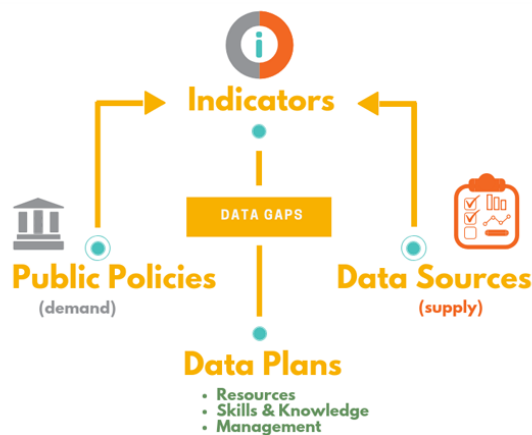 i
Indicators
DATA GAPS
Public Policies
(demand)
Data Sources
(supply)
Data Plans
• Resources
• Skills & Knowledge
• Management